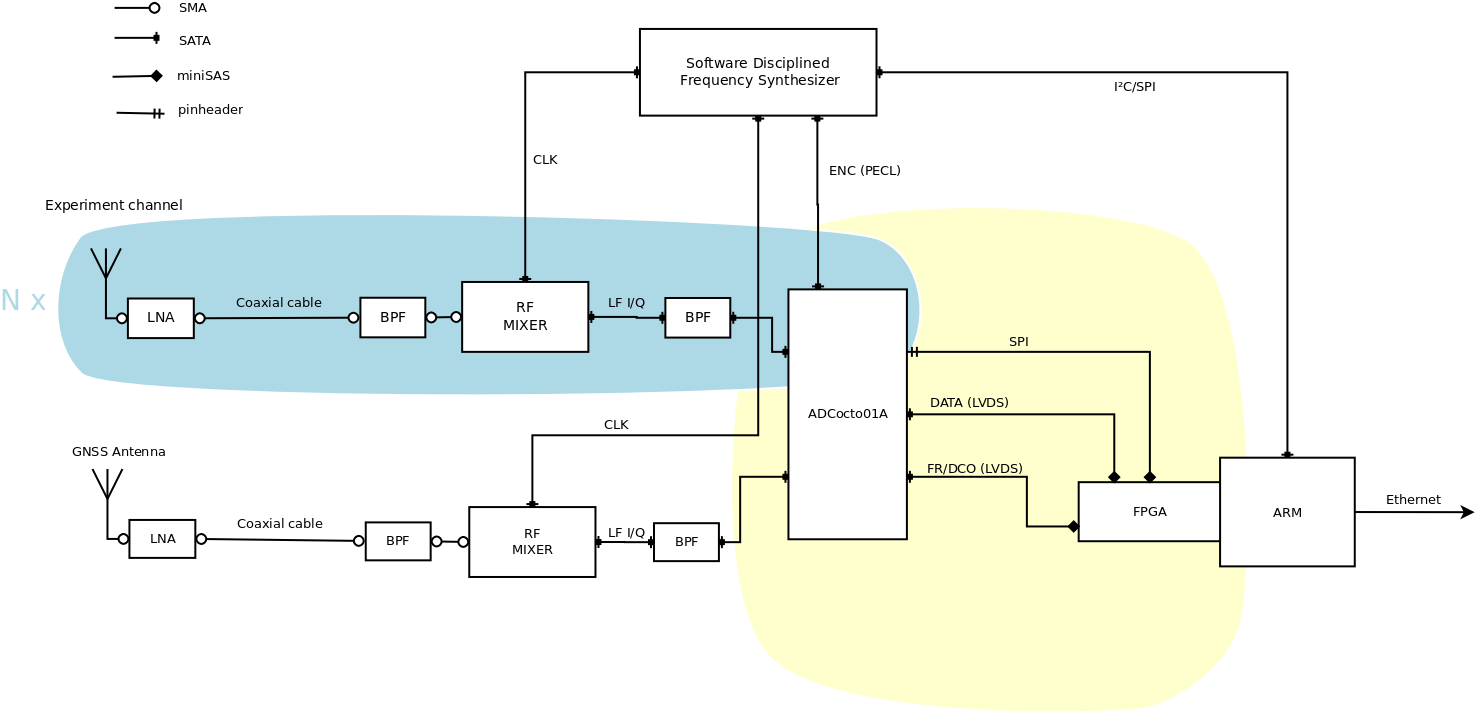 SMA
SATA
miniSAS
pinheader
Software Disciplined
Frequency Synthesizer
I²C/SPI
CLK
ENC (PECL)
Experiment channel
N x
LNA
Coaxial cable
BPF
RF
MIXER
LF I/Q
BPF
ADCocto01A
SPI
DATA (LVDS)
FR/DCO (LVDS)
CLK
GNSS Antenna
LNA
Coaxial cable
BPF
RF
MIXER
LF I/Q
BPF
FPGA
ARM
Ethernet